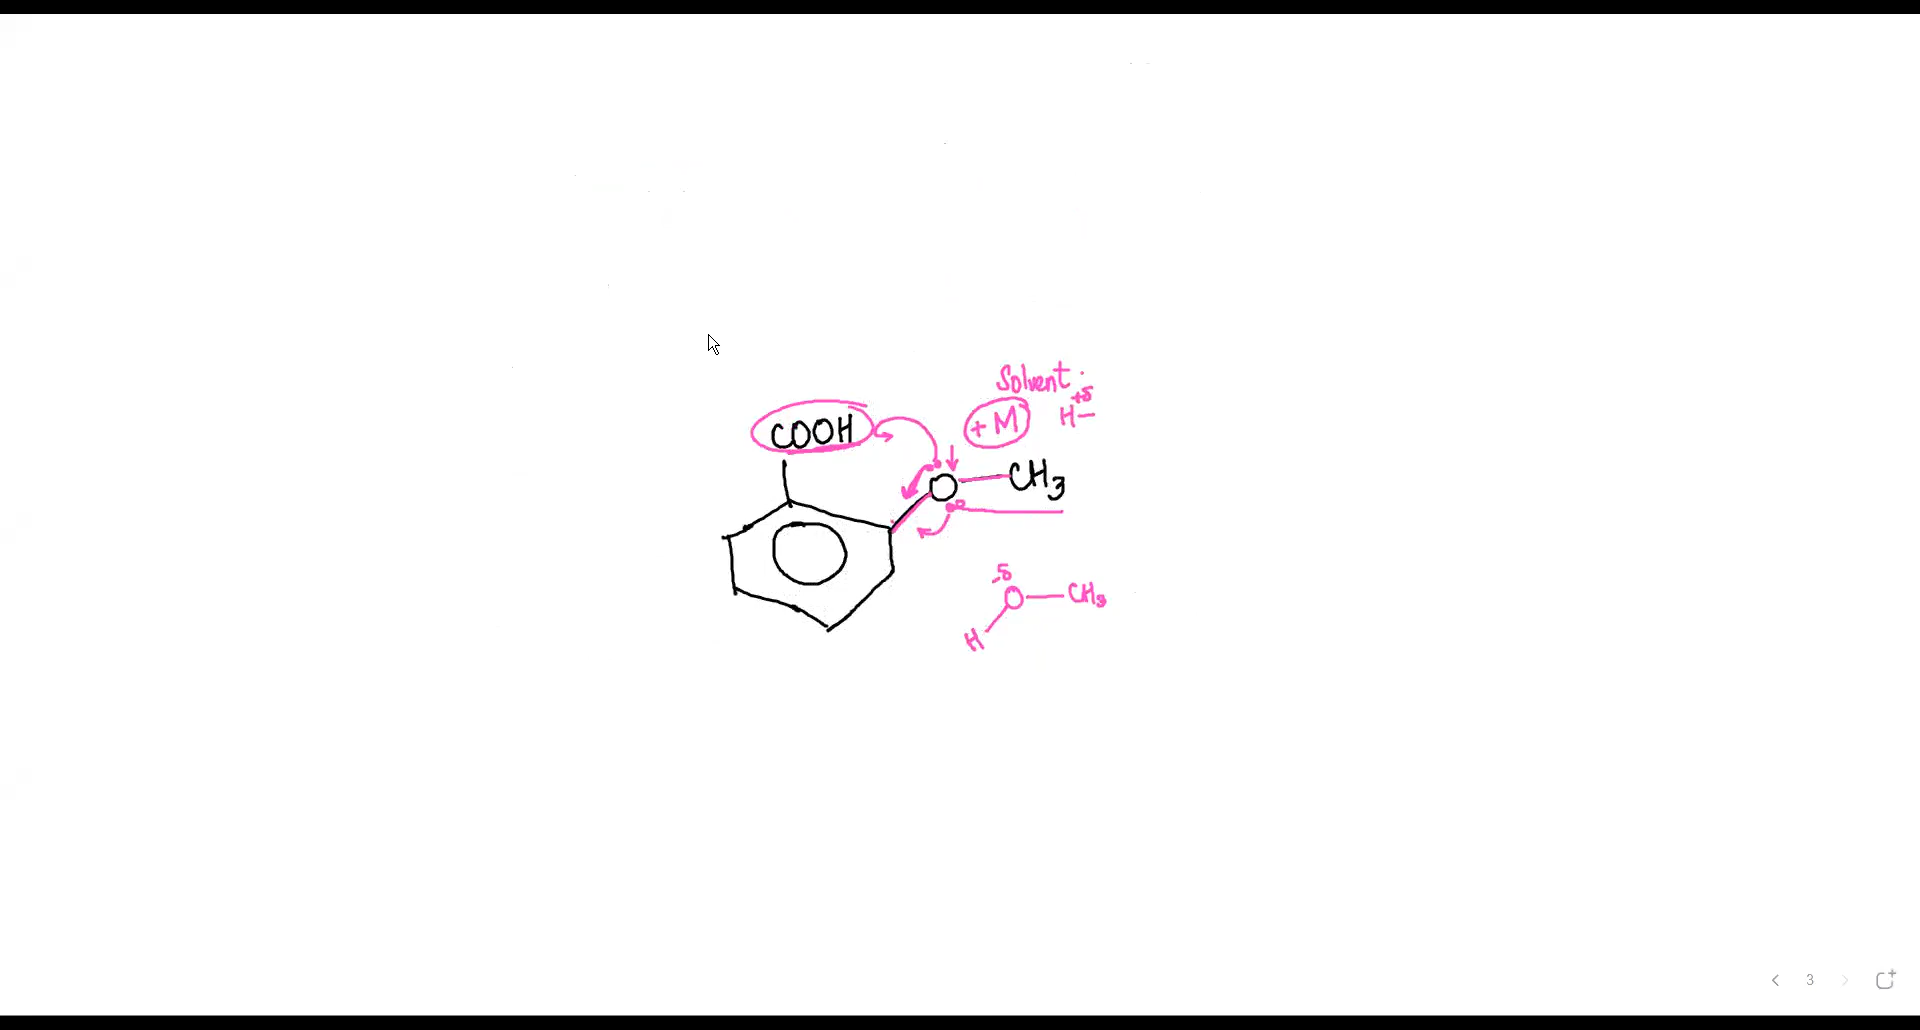 Solvent
+δ
+M H−
COOH
O−CH3
−δ
O−CH3
H
3